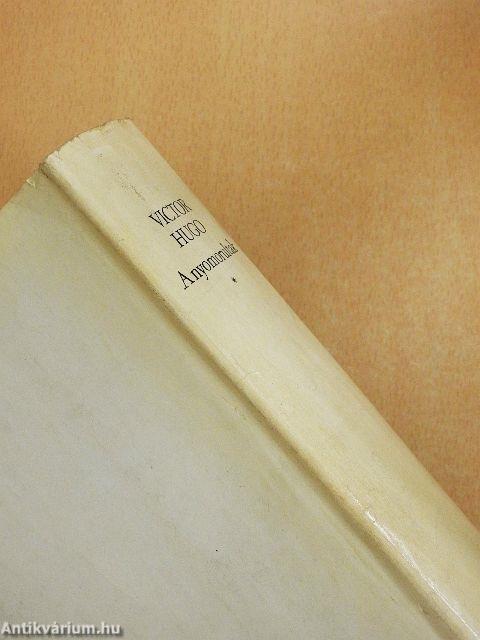 VICTOR
HUGO
A nyomorultak
*
Antikvárium.hu